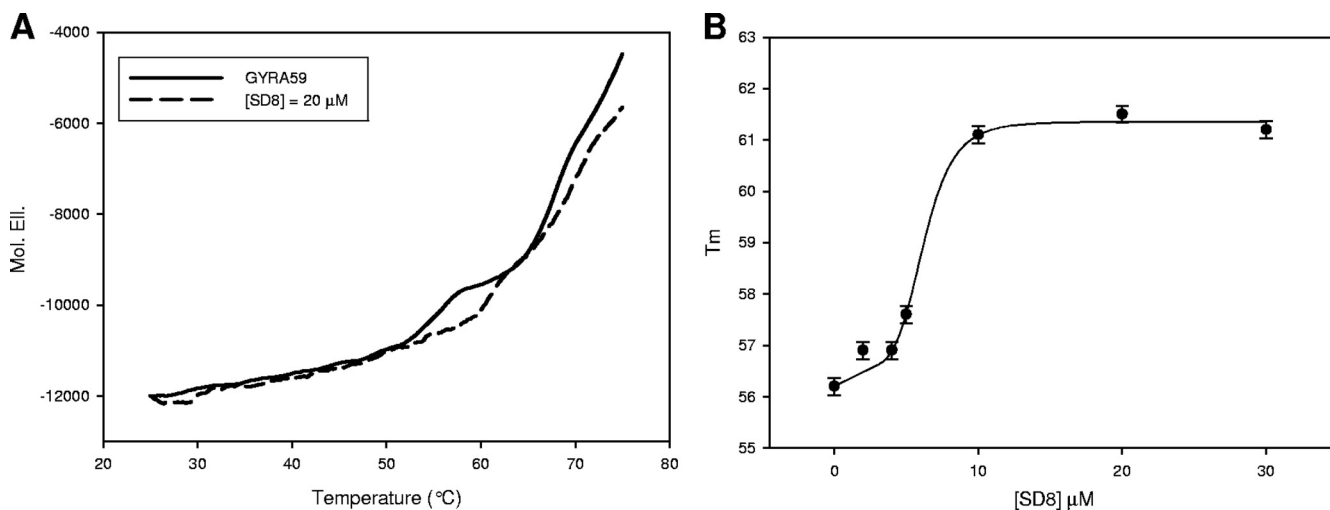 A
-4000
-6000
-8000
-10000
-12000
Mol. Ell.
GYRA59
[SD8] = 20 μM
20 30 40 50 60 70 80
Temperature (°C)
B
63
62
61
60
59
58
57
56
55
Tm
0 10 20 30
[SD8] μM